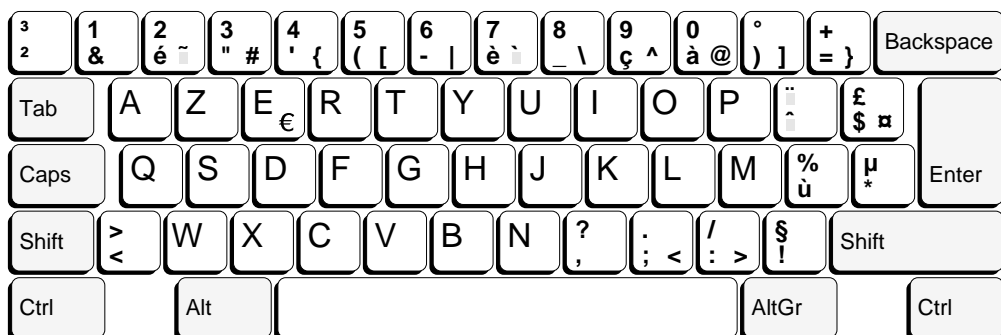 ³ ² 1 & 2 é ~ 3 " # 4 ' { 5 ( [ 6 - | 7 è ` 8 _ \ 9 ç ^ 0 à @ ° ) ] + = } Backspace
Tab A Z E € R T Y U I O P ¨ ^ £ $ ¤
Caps Q S D F G H J K L M % ù µ * Enter
Shift > < W X C V B N ? , . ; < / : > § ! Shift
Ctrl Alt AltGr Ctrl